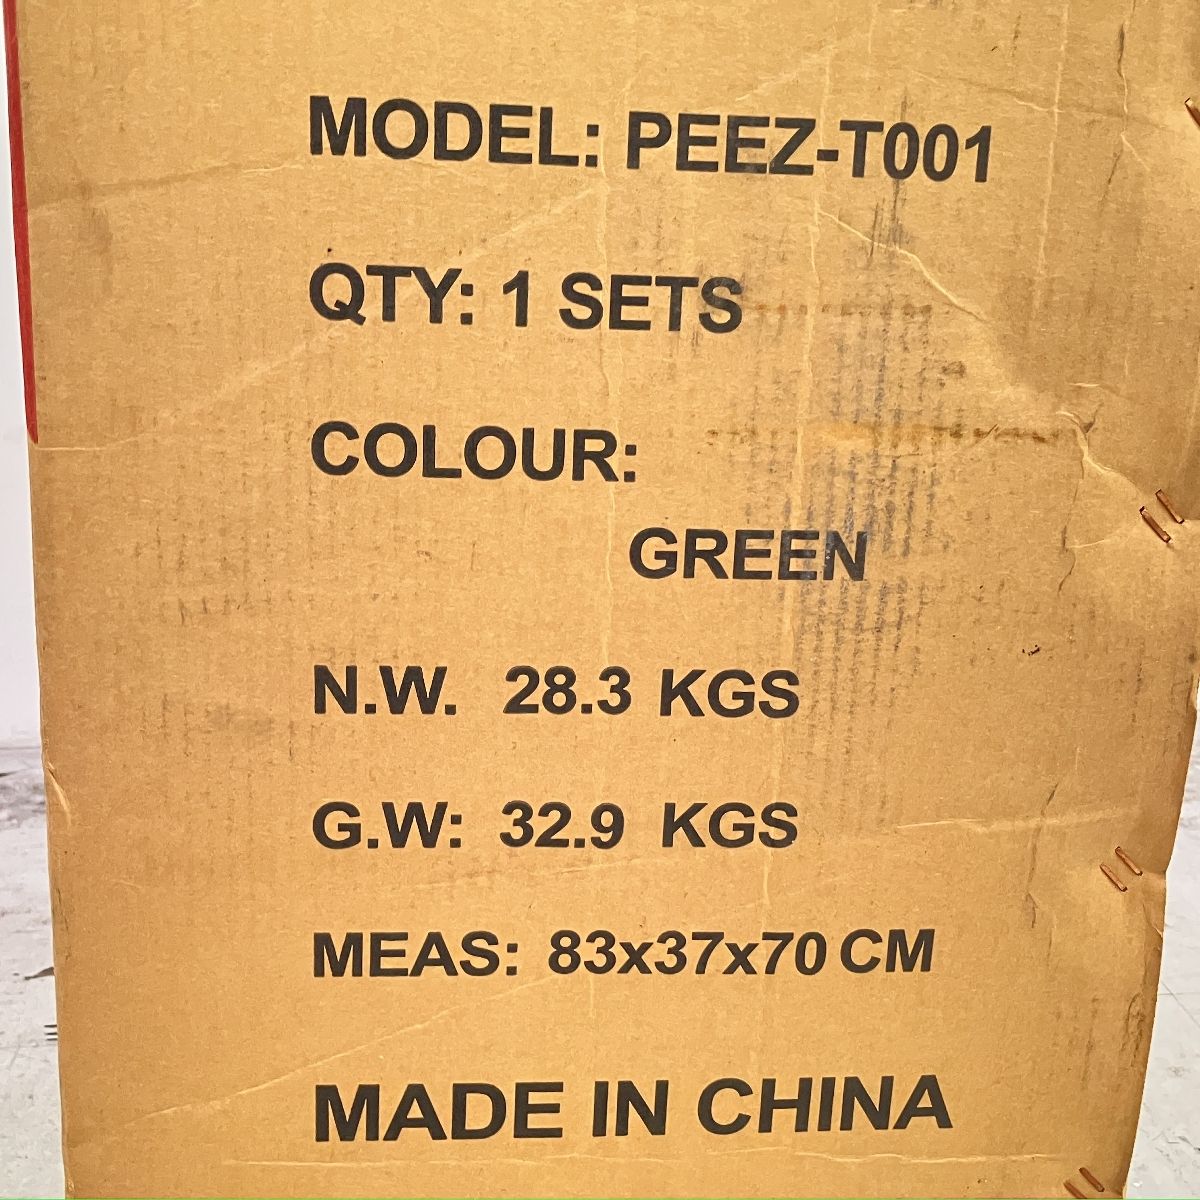 MODEL: PEEZ-T001
QTY: 1 SETS
COLOUR:
GREEN
N.W. 28.3 KGS
G.W: 32.9 KGS
MEAS: 83x37x70 CM
MADE IN CHINA